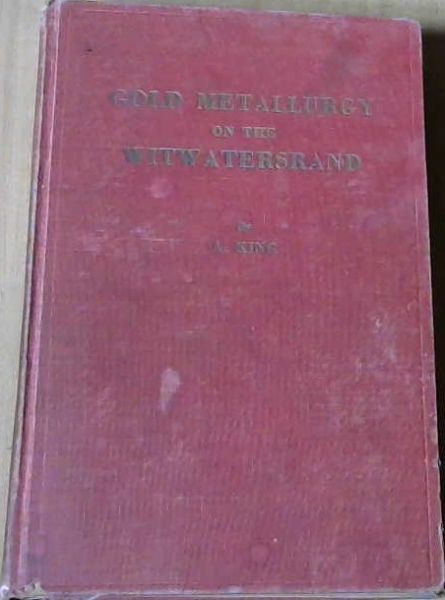 GOLD METALLURGY
ON THE
WITWATERSRAND
BY
A. KING